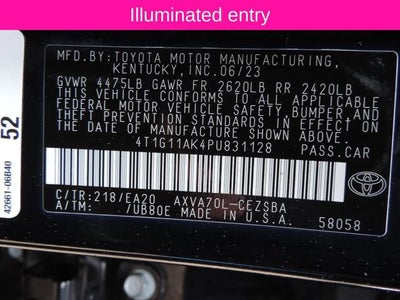 Illuminated entry
MFD.BY: TOYOTA MOTOR MANUFACTURING,
KENTUCKY, INC. 06/23
GVWR 4475LB GAWR FR 2620LB RR 2420LB
THIS VEHICLE CONFORMS TO ALL APPLICABLE
FEDERAL MOTOR VEHICLE SAFETY, BUMPER, AND
THEFT PREVENTION STANDARDS IN EFFECT ON
THE DATE OF MANUFACTURE SHOWN ABOVE.
4T1G11AK4PU831128 PASS.CAR
C/TR:218/EA20 AXVA70L-CEZSBA
A/TM: /UB80E MADE IN U.S.A.
58058
TOYOTA
42661-06B40
52